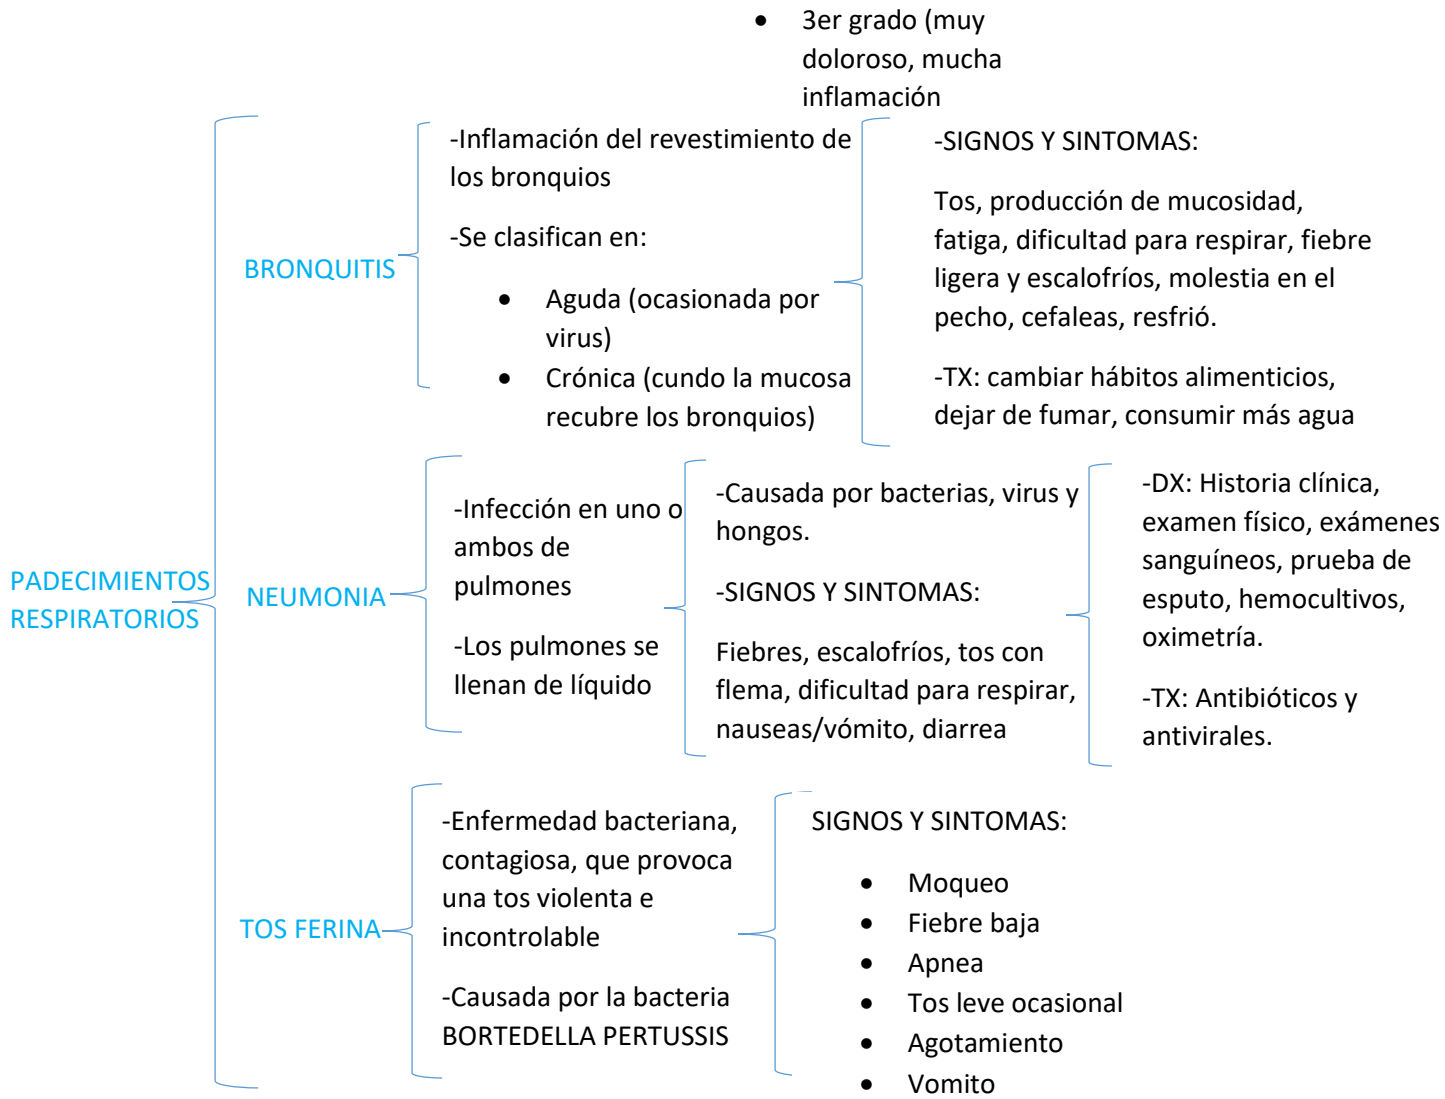 • 3er grado (muy
doloroso, mucha
inflamación
PADECIMIENTOS
RESPIRATORIOS
BRONQUITIS
-Inflamación del revestimiento de
los bronquios
-Se clasifican en:
• Aguda (ocasionada por
virus)
• Crónica (cundo la mucosa
recubre los bronquios)
-SIGNOS Y SINTOMAS:
Tos, producción de mucosidad,
fatiga, dificultad para respirar, fiebre
ligera y escalofríos, molestia en el
pecho, cefaleas, resfrió.
-TX: cambiar hábitos alimenticios,
dejar de fumar, consumir más agua
NEUMONIA
-Infección en uno o
ambos de
pulmones
-Los pulmones se
llenan de líquido
-Causada por bacterias, virus y
hongos.
-SIGNOS Y SINTOMAS:
Fiebres, escalofríos, tos con
flema, dificultad para respirar,
nauseas/vómito, diarrea
-DX: Historia clínica,
examen físico, exámenes
sanguíneos, prueba de
esputo, hemocultivos,
oximetría.
-TX: Antibióticos y
antivirales.
TOS FERINA
-Enfermedad bacteriana,
contagiosa, que provoca
una tos violenta e
incontrolable
-Causada por la bacteria
BORTEDELLA PERTUSSIS
SIGNOS Y SINTOMAS:
• Moqueo
• Fiebre baja
• Apnea
• Tos leve ocasional
• Agotamiento
• Vomito